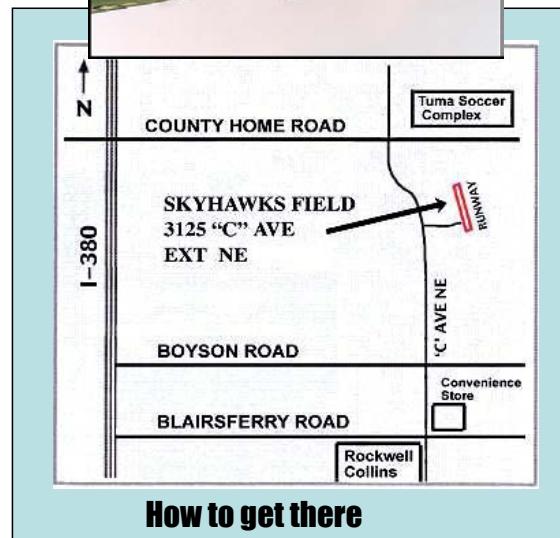 N
Tuma Soccer
Complex
COUNTY HOME ROAD
SKYHAWKS FIELD
3125 “C” AVE
EXT NE
RUNWAY
I-380
'C' AVE NE
BOYSON ROAD
Convenience
Store
BLAIRSFERRY ROAD
Rockwell
Collins
How to get there